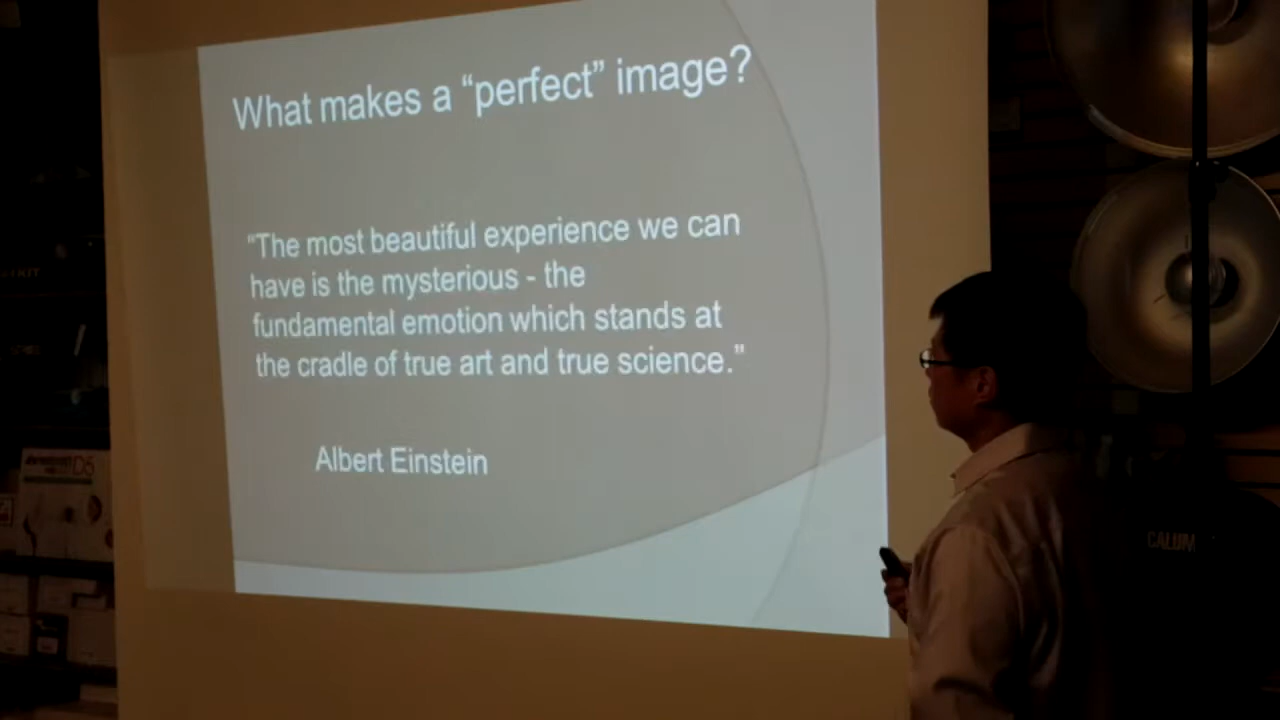 What makes a “perfect” image?
"The most beautiful experience we can
have is the mysterious - the
fundamental emotion which stands at
the cradle of true art and true science.”
Albert Einstein